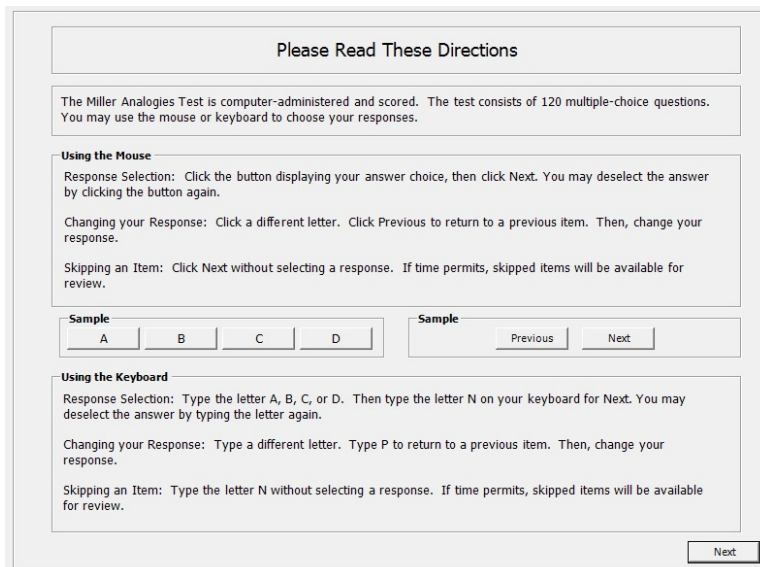 Please Read These Directions
The Miller Analogies Test is computer-administered and scored.  The test consists of 120 multiple-choice questions.
You may use the mouse or keyboard to choose your responses.
Using the Mouse
Response Selection:  Click the button displaying your answer choice, then click Next. You may deselect the answer
by clicking the button again.
Changing your Response:  Click a different letter.  Click Previous to return to a previous item.  Then, change your
response.
Skipping an Item:  Click Next without selecting a response.  If time permits, skipped items will be available for
review.
Sample
A B C D
Sample
Previous Next
Using the Keyboard
Response Selection:  Type the letter A, B, C, or D.  Then type the letter N on your keyboard for Next. You may
deselect the answer by typing the letter again.
Changing your Response:  Type a different letter.  Type P to return to a previous item.  Then, change your
response.
Skipping an Item:  Type the letter N without selecting a response.  If time permits, skipped items will be available
for review.
Next